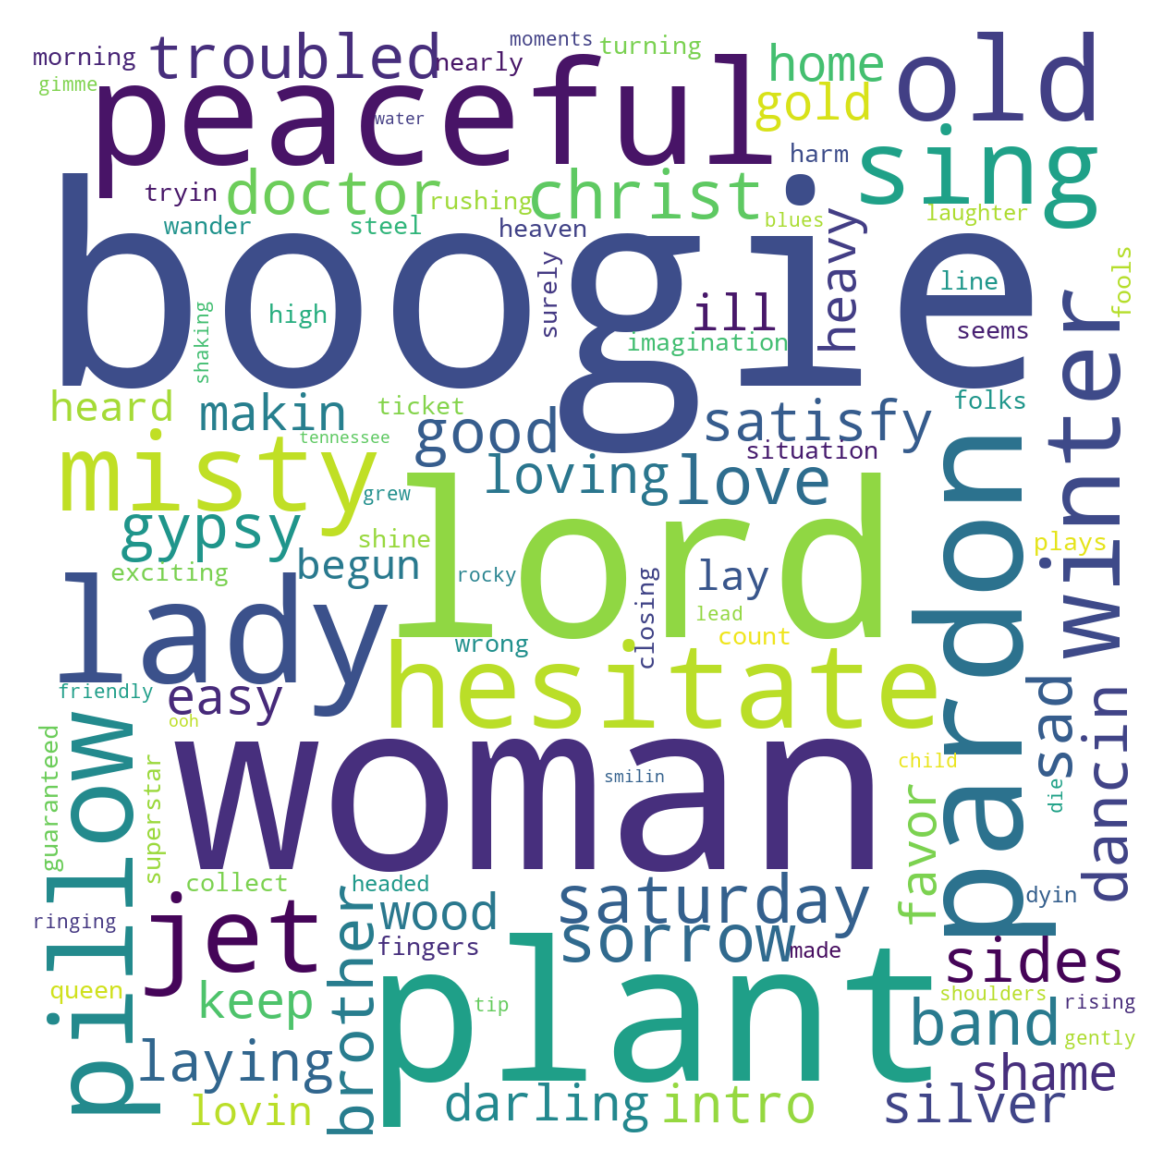 morning
troubled
nearly
moments
turning
home
old
gimme
peaceful
water
gold
sing
harm
tryin
doctor
rushing
christ
wander
steel
heaven
blues
heavy
laughter
boogie
fools
high
shaking
surely
ill
imagination
line
seems
winter
heard
makin
ticket
good
satisfy
folks
tennessee
situation
misty
grew
loving
love
pardon
gypsy
shine
lord
plays
exciting
begun
rocky
closing
lay
lady
wrong
lead
count
hesitate
friendly
easy
sad
dancin
pillow
ooh
guaranteed
superstar
woman
smilin
child
die
favor
collect
headed
brother
wood
saturday
dyin
ringing
jet
fingers
sorrow
made
sides
queen
keep
plant
tip
shoulders
rising
band
gently
laying
shame
lovin
darling
intro
silver